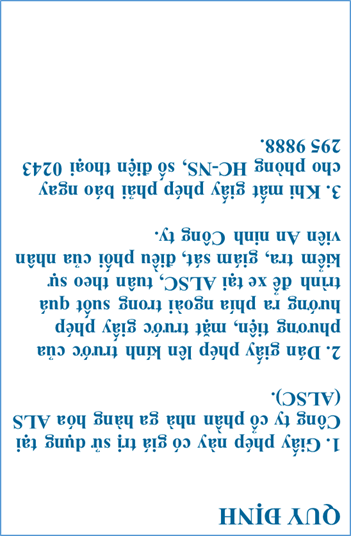 QUY ĐỊNH
1. Giấy phép này có giá trị sử dụng tại
Công ty cổ phần nhà ga hàng hóa ALS
(ALSC).
2. Dán giấy phép lên kính trước của
phương tiện, mặt trước giấy phép
hướng ra phía ngoài trong suốt quá
trình đề xe tại ALSC, tuân theo sự
kiểm tra, giám sát, điều phối của nhân
viên An ninh Công ty.
3. Khi mất giấy phép phải báo ngay
cho phòng HC-NS, số điện thoại 0243
295 9888.